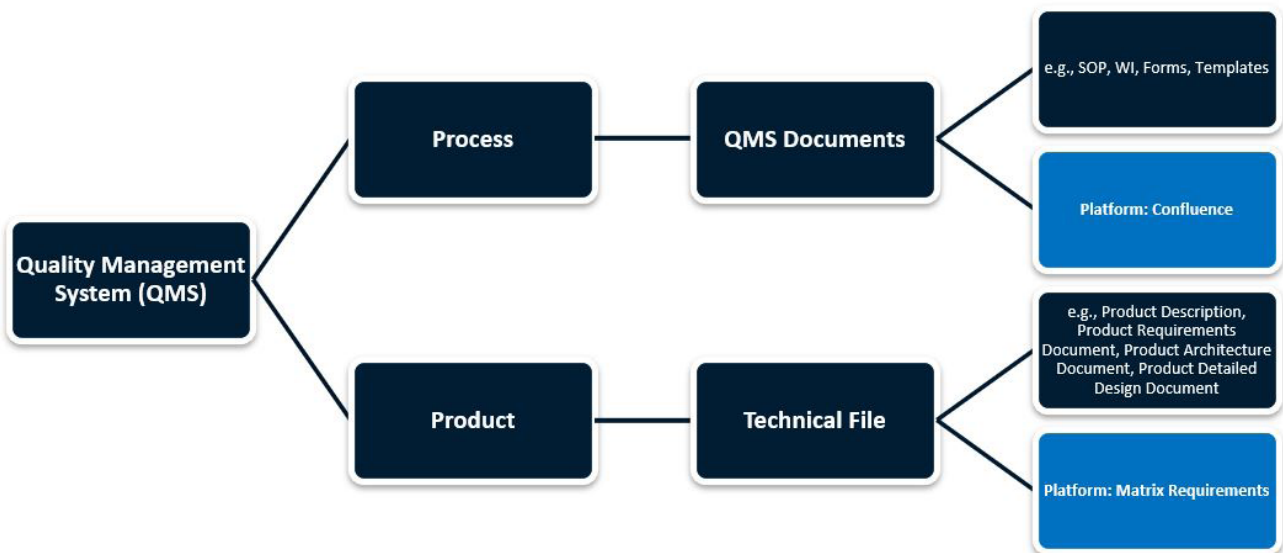 e.g., SOP, WI, Forms, Templates
Process
QMS Documents
Platform: Confluence
Quality Management
System (QMS)
e.g., Product Description,
Product Requirements
Document, Product Architecture
Document, Product Detailed
Design Document
Product
Technical File
Platform: Matrix Requirements